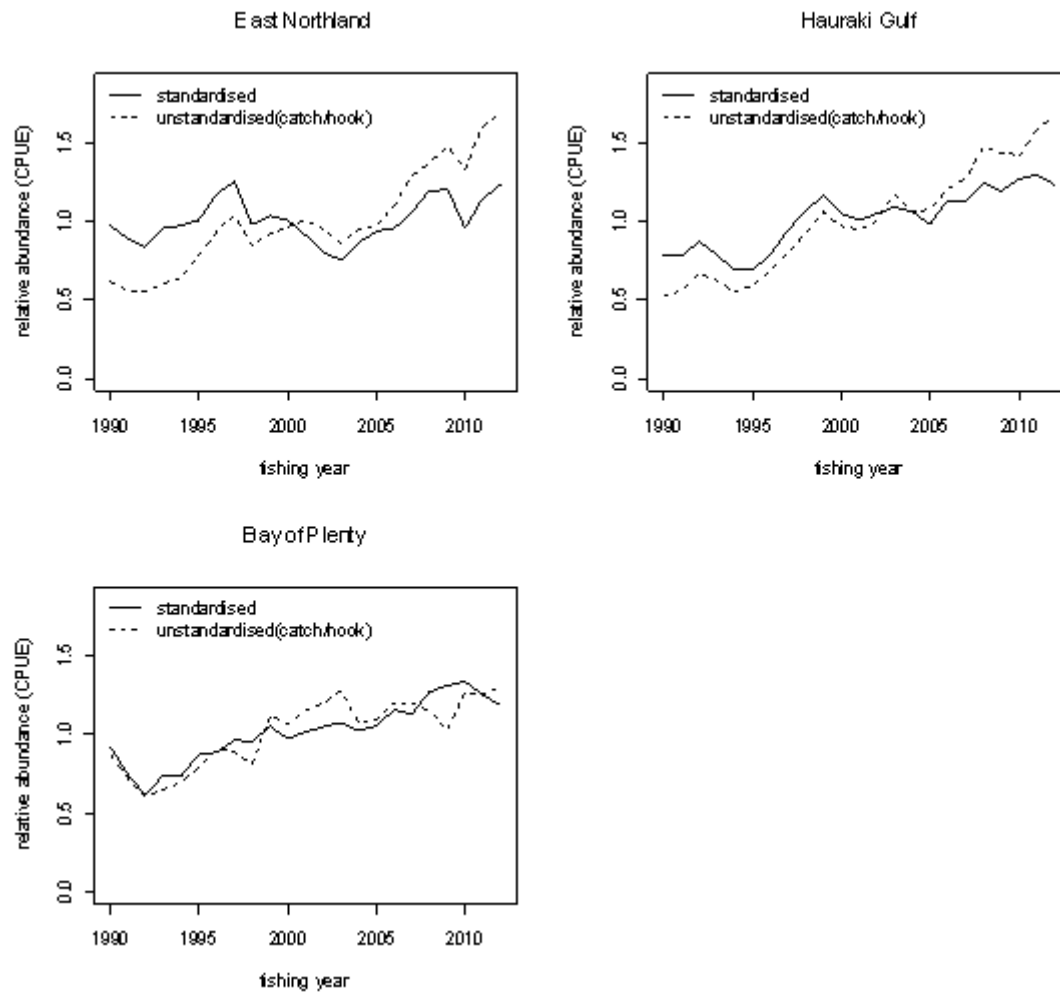 East Northland
standardised
unstandardised(catch/hook)
relative abundance (CPUE)
0.0 0.5 1.0 1.5
1990 1995 2000 2005 2010
fishing year
Hauraki Gulf
standardised
unstandardised(catch/hook)
relative abundance (CPUE)
0.0 0.5 1.0 1.5
1990 1995 2000 2005 2010
fishing year
Bay of Plenty
standardised
unstandardised(catch/hook)
relative abundance (CPUE)
0.0 0.5 1.0 1.5
1990 1995 2000 2005 2010
fishing year